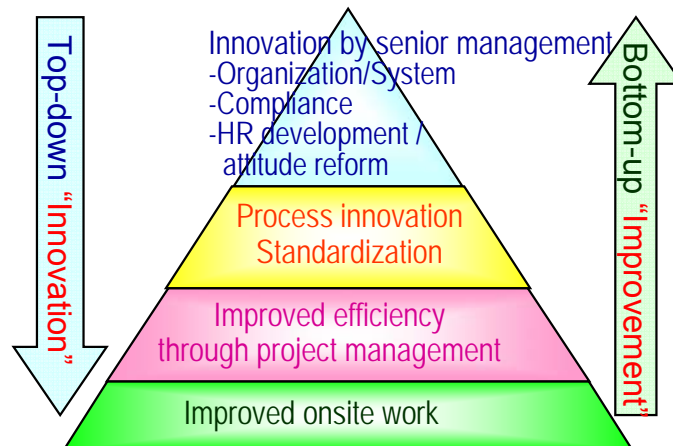 Top-down “Innovation”
Innovation by senior management
-Organization/System
-Compliance
-HR development /
attitude reform
Process innovation
Standardization
Improved efficiency
through project management
Improved onsite work
Bottom-up “Improvement”